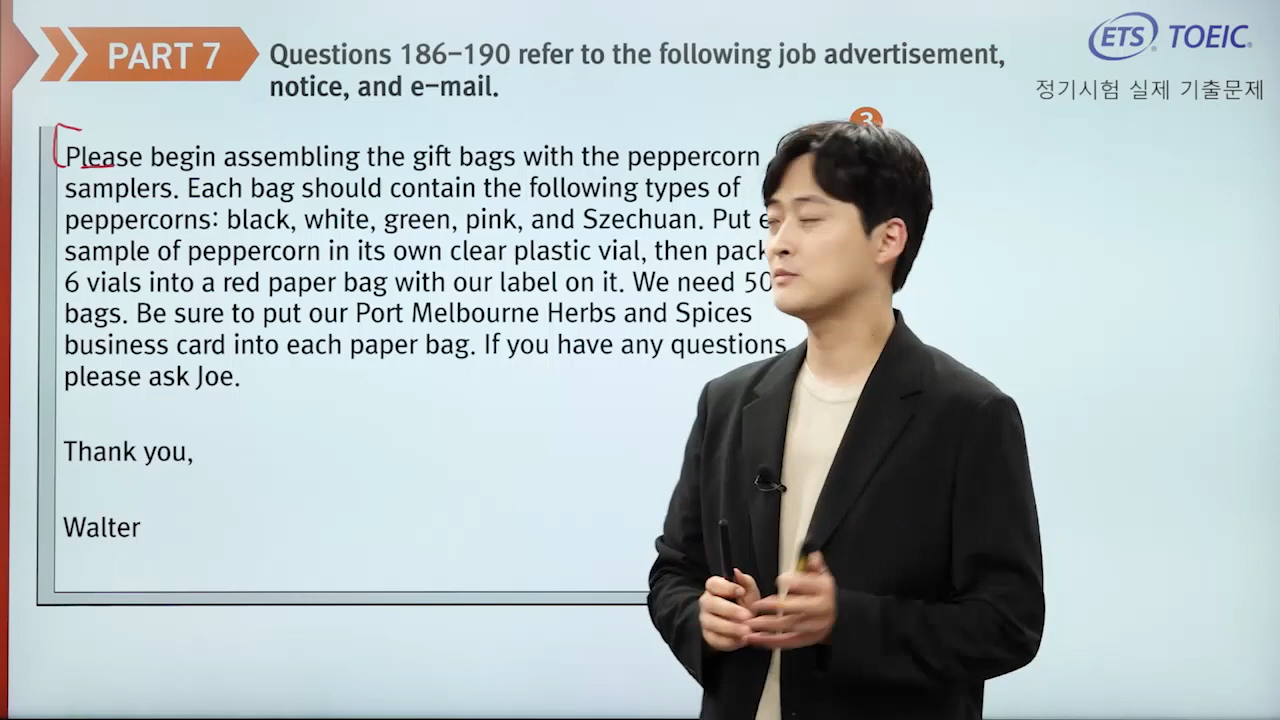 PART 7
Questions 186–190 refer to the following job advertisement,
notice, and e-mail.
ETS TOEIC
정기시험 실제 기출문제
3
Please begin assembling the gift bags with the peppercorn
samplers. Each bag should contain the following types of
peppercorns: black, white, green, pink, and Szechuan. Put
sample of peppercorn in its own clear plastic vial, then pack
6 vials into a red paper bag with our label on it. We need
bags. Be sure to put our Port Melbourne Herbs and Spices
business card into each paper bag. If you have any questions
please ask Joe.
Thank you,
Walter